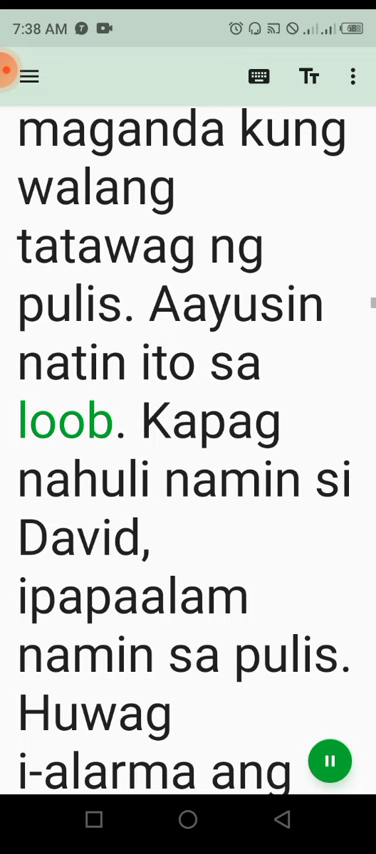 7:38 AM
68
maganda kung
walang
tatawag ng
pulis. Aayusin
natin ito sa
loob. Kapag
nahuli namin si
David,
ipapaalam
namin sa pulis.
Huwag
i-alarma ang